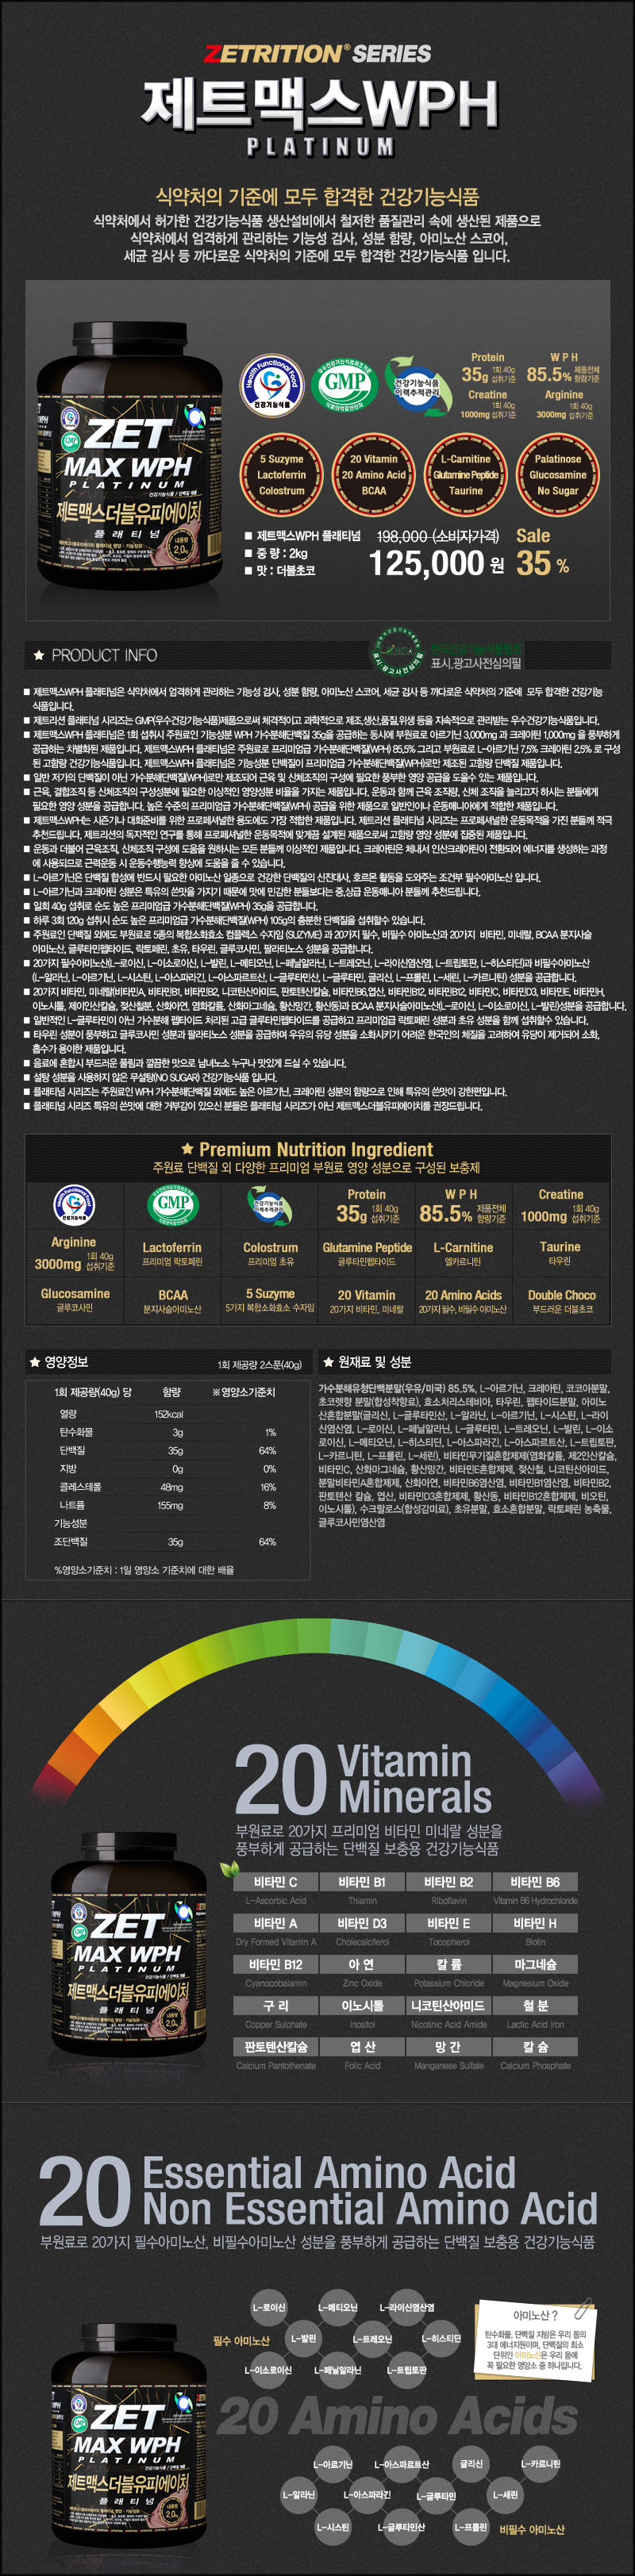 ZETRITION® SERIES
제트맥스WPH
PLATINUM
식약처의 기준에 모두 합격한 건강기능식품
식약처에서 허가한 건강기능식품 생산설비에서 철저한 품질관리 속에 생산된 제품으로
식약처에서 엄격하게 관리하는 기능성 검사, 성분 함량, 아미노산 스코어,
세균 검사 등 까다로운 식약처의 기준에 모두 합격한 건강기능식품 입니다.
ZET
MAX WPH
PLATINUM
건강기능식품 / 단백질 제품
제트맥스더블유피에이치
플 래 티 넘
내용량
2.0kg
Health Functional Food
건강기능식품
GMP
건강기능식품
이력추적관리
Protein
35g 1회 40g 섭취기준
W P H
85.5% 제품전체 함량기준
Creatine
1000mg 1회 40g 섭취기준
Arginine
3000mg 1회 40g 섭취기준
5 Suzyme
Lactoferrin
Colostrum
20 Vitamin
20 Amino Acid
BCAA
L-Carnitine
Glutamine Peptide
Taurine
Palatinose
Glucosamine
No Sugar
■ 제트맥스WPH 플래티넘
■ 중 량 : 2kg
■ 맛 : 더블초코
198,000 (소비자가격)
125,000 원
Sale
35 %
★ PRODUCT INFO
표시.광고사전심의필
■ 제트맥스WPH 플래티넘은 식약처에서 엄격하게 관리하는 기능성 검사, 성분 함량, 아미노산 스코어, 세균 검사 등 까다로운 식약처의 기준에 모두 합격한 건강기능
식품입니다.
■ 제트리션 플래티넘 시리즈는 GMP(우수건강기능식품)제품으로써 체격적이고 과학적으로 제조,생산,품질,위생 등을 지속적으로 관리받는 우수건강기능식품입니다.
■ 제트맥스WPH 플래티넘은 1회 섭취시 주원료인 기능성분 WPH 가수분해단백질 35g을 공급하는 동시에 부원료로 아르기닌 3,000mg 과 크레아틴 1,000mg 을 풍부하게
공급하는 차별화된 제품입니다. 제트맥스WPH 플래티넘은 주원료로 프리미엄급 가수분해단백질(WPH) 85,5% 그리고 부원료로 L-아르기닌 7,5% 크레아틴 2,5% 로 구성
된 고함량 건강기능식품입니다. 제트맥스WPH 플래티넘은 기능성분 단백질이 프리미엄급 가수분해단백질(WPH)로만 제조된 고함량 단백질 제품입니다.
■ 일반 저가의 단백질이 아닌 가수분해단백질(WPH)로만 제조되어 근육 및 신체조직의 구성에 필요한 풍부한 영양 공급을 도울수 있는 제품입니다.
■ 근육, 결합조직 등 신체조직의 구성성분에 필요한 이상적인 영양성분 비율을 가지는 제품입니다. 운동과 함께 근육 조직량, 신체 조직을 늘리고자 하시는 분들에게
필요한 영양 성분을 공급합니다. 높은 수준의 프리미엄급 가수분해단백질(WPH) 공급을 위한 제품으로 일반인이나 운동매니아에게 적합한 제품입니다.
■ 제트맥스WPH는 시즌기나 대회준비를 위한 프로페셔널한 용도에도 가장 적합한 제품입니다. 제트리션 플래티넘 시리즈는 프로페셔널한 운동목적을 가진 분들께 적극
추천드립니다. 제트리션의 독자적인 연구를 통해 프로페셔널한 운동목적에 맞게끔 설계된 제품으로써 고함량 영양 성분에 집중된 제품입니다.
■ 운동과 더불어 근육조직, 신체조직 구성에 도움을 원하시는 모든 분들께 이상적인 제품입니다. 크레아틴은 체내서 인산크레아틴이 전환되어 에너지를 생성하는 과정
에 사용되므로 근력운동 시 운동수행능력 향상에 도움을 줄 수 있습니다.
■ L-아르기닌은 단백질 합성에 반드시 필요한 아미노산 일종으로 건강한 단백질의 신진대사, 호르몬 활동을 도와주는 조건부 필수아미노산 입니다.
■ L-아르기닌과 크레아틴 성분은 특유의 쓴맛을 가지기 때문에 맛에 민감한 분들보다는 중,상급 운동매니아 분들께 추천드립니다.
■ 일회 40g 섭취로 순도 높은 프리미엄급 가수분해단백질(WPH) 35g을 공급합니다.
■ 하루 3회 120g 섭취시 순도 높은 프리미엄급 가수분해단백질(WPH) 105g의 충분한 단백질을 섭취할수 있습니다.
■ 주원료인 단백질 외에도 부원료로 5종의 복합소화효소 컴플렉스 수자임 (SUZYME) 과 20가지 필수, 비필수 아미노산과 20가지 비타민, 미네랄, BCAA 분지사슬
아미노산, 글루타민펩타이드, 락토페린, 초유, 타우린, 글루코사민, 팔라티노스 성분을 공급합니다.
■ 20가지 필수아미노산(L-로이신, L-이소로이신, L-발린, L-메티오닌, L-페닐알라닌, L-트레오닌, L-라이신염산염, L-트립토판, L-히스티딘)과 비필수아미노산
(L-알라닌, L-아르기닌, L-시스틴, L-아스파라긴, L-아스파르트산, L-글루타민산, L-글루타민, 글리신, L-프롤린, L-세린, L-카르니틴) 성분을 공급합니다.
■ 20가지 비타민, 미네랄(비타민A, 비타민B1, 비타민B2, 니코틴산아미드, 판토텐산칼슘, 비타민B6,엽산, 비타민B12, 비타민B12, 비타민C, 비타민D3, 비타민E, 비타민H,
이노시톨, 제이인산칼슘, 젖산철분, 산화아연, 염화칼륨, 산화마그네슘, 황산망간, 황산동)과 BCAA 분지사슬아미노산(L-로이신, L-이소로이신, L-발린)성분을 공급합니다.
■ 일반적인 L-글루타민이 아닌 가수분해 펩타이드 처리된 고급 글루타민펩타이드를 공급하고 프리미엄급 락토페린 성분과 초유 성분을 함께 섭취할수 있습니다.
■ 타우린 성분이 풍부하고 글루코사민 성분과 팔라티노스 성분을 공급하며 우유의 유당 성분을 소화시키기 어려운 한국인의 체질을 고려하여 유당이 제거되어 소화,
흡수가 용이한 제품입니다.
■ 음료에 혼합시 부드러운 풀림과 깔끔한 맛으로 남녀노소 누구나 맛있게 드실 수 있습니다.
■ 설탕 성분을 사용하지 않은 무설탕(NO SUGAR) 건강기능식품 입니다.
■ 플래티넘 시리즈는 주원료인 WPH 가수분해단백질 외에도 높은 아르기닌, 크레아틴 성분의 함량으로 인해 특유의 쓴맛이 강한편입니다.
■ 플래티넘 시리즈 특유의 쓴맛에 대한 거부감이 있으신 분들은 플래티넘 시리즈가 아닌 제트맥스더블유피에이치를 권장드립니다.
★ Premium Nutrition Ingredient
주원료 단백질 외 다양한 프리미엄 부원료 영양 성분으로 구성된 보충제
Health Functional Food
건강기능식품
GMP
건강기능식품
이력추적관리
Protein
35g 1회 40g 섭취기준
W P H
85.5% 제품전체 함량기준
Creatine
1000mg 1회 40g 섭취기준
Arginine
3000mg 1회 40g 섭취기준
Lactoferrin
프리미엄 락토페린
Colostrum
프리미엄 초유
Glutamine Peptide
글루타민펩타이드
L-Carnitine
엘카르니틴
Taurine
타우린
Glucosamine
글루코사민
BCAA
분지사슬아미노산
5 Suzyme
5가지 복합소화효소 수자임
20 Vitamin
20가지 비타민, 미네랄
20 Amino Acids
20가지 필수, 비필수 아미노산
Double Choco
부드러운 더블초코
★ 영양정보 1회 제공량 2스푼(40g)
1회 제공량(40g) 당 함량 ※영양소기준치
열량 152kcal
탄수화물 3g 1%
단백질 35g 64%
지방 0g 0%
콜레스테롤 48mg 16%
나트륨 155mg 8%
기능성분
조단백질 35g 64%
%영양소기준치 : 1일 영양소 기준치에 대한 배율
★ 원재료 및 성분
가수분해유청단백분말(우유/미국) 85.5%, L-아르기닌, 크레아틴, 코코아분말,
초코렛향 분말(합성착향료), 효소처리스테비아, 타우린, 펩타이드분말, 아미노
산혼합분말(글리신, L-글루타민산, L-알라닌, L-아르기닌, L-시스틴, L-라이
신염산염, L-로이신, L-페닐알라닌, L-글루타민, L-트레오닌, L-발린, L-이소
로이신, L-메티오닌, L-히스티딘, L-아스파라긴, L-아스파르트산, L-트립토판,
L-카르니틴, L-프롤린, L-세린), 비타민무기질혼합제제(염화칼륨, 제2인산칼슘,
비타민C, 산화마그네슘, 황산망간, 비타민E혼합제제, 젖산철, 니코틴산아미드,
분말비타민A혼합제제, 산화아연, 비타민B6염산염, 비타민B1염산염, 비타민B2,
판토텐산 칼슘, 엽산, 비타민D3혼합제제, 황산동, 비타민B12혼합제제, 비오틴,
이노시톨), 수크랄로스(합성감미료), 초유분말, 효소혼합분말, 락토페린 농축물,
글루코사민염산염
20 Vitamin
Minerals
부원료로 20가지 프리미엄 비타민 미네랄 성분을
풍부하게 공급하는 단백질 보충용 건강기능식품
ZET
MAX WPH
PLATINUM
건강기능식품 / 단백질 제품
제트맥스더블유피에이치
플 래 티 넘
내용량
2.0kg
비타민 C 비타민 B1 비타민 B2 비타민 B6
L-Ascorbic Acid Thiamin Riboflavin Vitamin B6 Hydrochloride
비타민 A 비타민 D3 비타민 E 비타민 H
Dry Formed Vitamin A Cholecalciferol Tocopherol Biotin
비타민 B12 아 연 칼 륨 마그네슘
Cyanocobalamin Zinc Oxide Potassium Chloride Magnesium Oxide
구 리 이노시톨 니코틴산아미드 철 분
Copper Sulphate Inositol Nicotinic Acid Amide Lactic Acid Iron
판토텐산칼슘 엽 산 망 간 칼 슘
Calcium Pantothenate Folic Acid Manganese Sulfate Calcium Phosphate
20 Essential Amino Acid
Non Essential Amino Acid
부원료로 20가지 필수아미노산, 비필수아미노산 성분을 풍부하게 공급하는 단백질 보충용 건강기능식품
L-로이신 L-메티오닌 L-라이신염산염
필수 아미노산 L-발린 L-트레오닌 L-히스티딘
L-이소로이신 L-페닐알라닌 L-트립토판
아미노산 ?
탄수화물, 단백질 지방은 우리 몸의
3대 에너지원이며, 단백질의 최소
단위인 아미노산은 우리 몸에
꼭 필요한 영양소 중 하나입니다.
20 Amino Acids
ZET
MAX WPH
PLATINUM
건강기능식품 / 단백질 제품
제트맥스더블유피에이치
플 래 티 넘
내용량
2.0kg
L-아르기닌 L-아스파르트산 글리신 L-카르니틴
L-알라닌 L-아스파라긴 L-글루타민 L-세린
L-시스틴 L-글루타민산 L-프롤린 비필수 아미노산